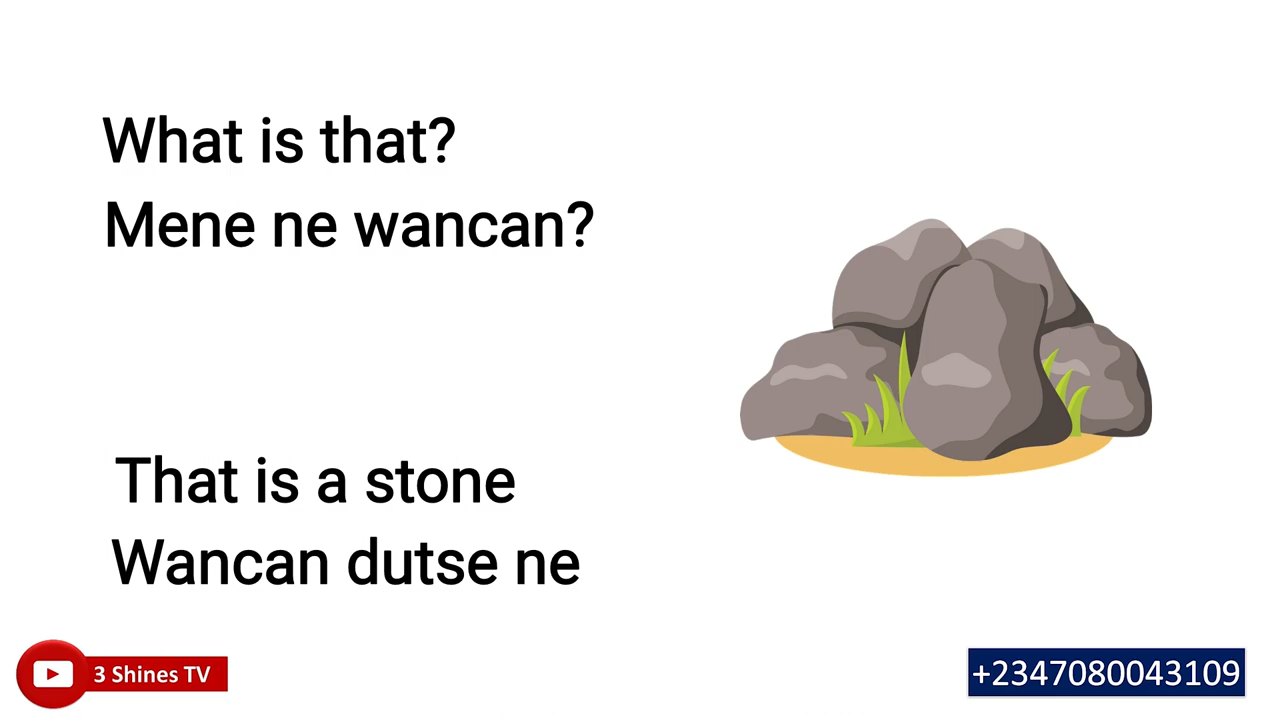 What is that?
Mene ne wancan?
That is a stone
Wancan dutse ne
3 Shines TV
+2347080043109